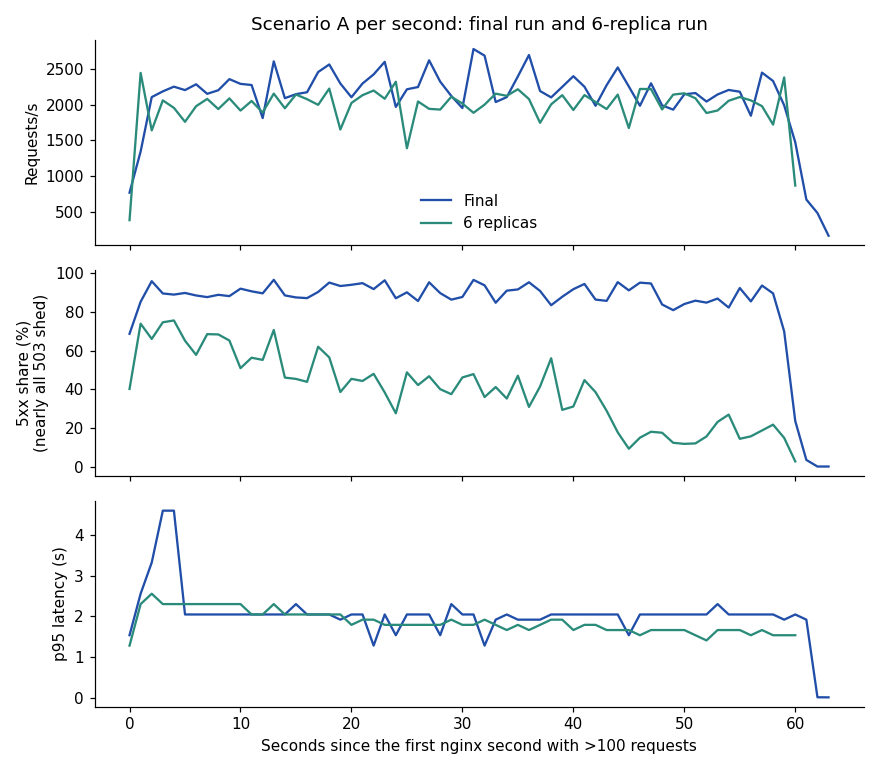 Scenario A per second: final run and 6-replica run
Requests/s
2500
2000
1500
1000
500
Final
6 replicas
5xx share (%)
(nearly all 503 shed)
100
80
60
40
20
0
p95 latency (s)
4
3
2
1
0
0 10 20 30 40 50 60
Seconds since the first nginx second with >100 requests